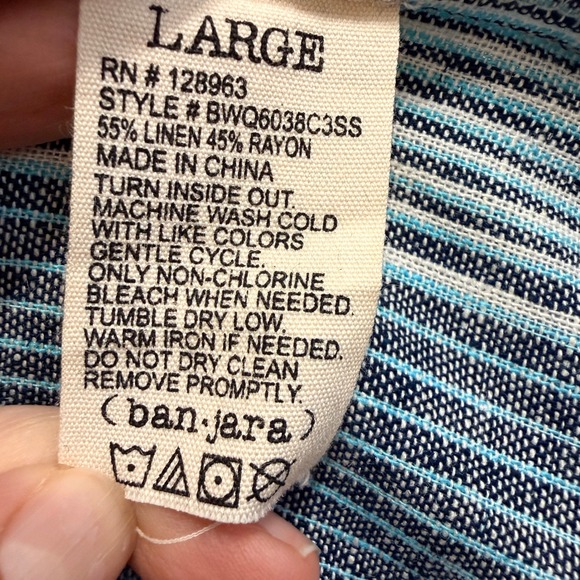 LARGE
RN # 128963
STYLE # BWQ6038C3SS
55% LINEN 45% RAYON
MADE IN CHINA
TURN INSIDE OUT.
MACHINE WASH COLD
WITH LIKE COLORS
GENTLE CYCLE.
ONLY NON-CHLORINE
BLEACH WHEN NEEDED.
TUMBLE DRY LOW.
WARM IRON IF NEEDED.
DO NOT DRY CLEAN
REMOVE PROMPTLY.
(ban·jara)